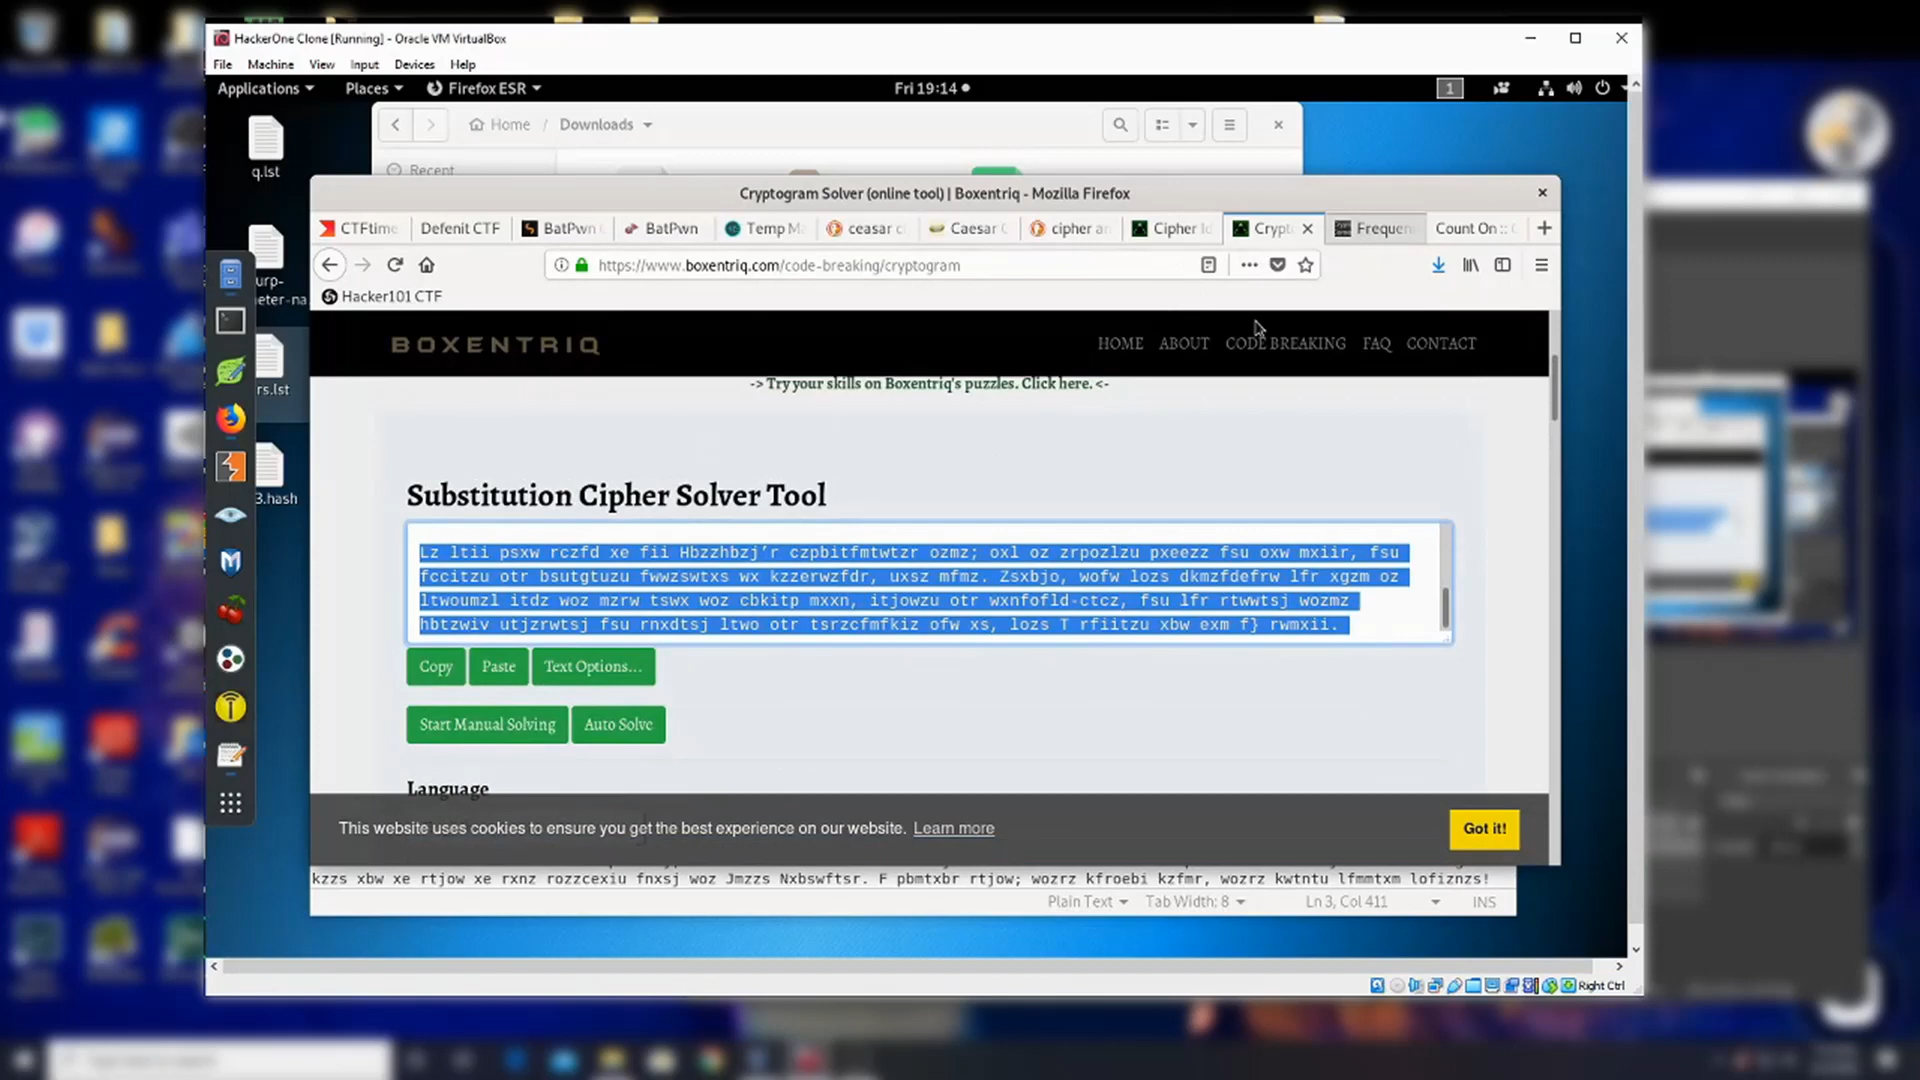 HackerOne Clone [Running] - Oracle VM VirtualBox
File Machine View Input Devices Help
Applications Places Firefox ESR Fri 19:14 1
q.lst
Home / Downloads
Recent
Cryptogram Solver (online tool) | Boxentriq - Mozilla Firefox
CTFtime Defenit CTF BatPwn BatPwn Temp M ceasar ci Caesar cipher an Cipher Id Crypt Frequen Count On ::
https://www.boxentriq.com/code-breaking/cryptogram
Hacker101 CTF
BOXENTRIQ HOME ABOUT CODE BREAKING FAQ CONTACT
-> Try your skills on Boxentriq's puzzles. Click here. <-
rs.lst
3.hash
Substitution Cipher Solver Tool
Lz ltii psxw rczfd xe fii Hbzzhbzj’r czpbitfmtwtzr ozmz; oxl oz zrpozlzu pxeezz fsu oxw mxiir, fsu
fccitzu otr bsutgtuzu fwwzswtxs wx kzzerwzfdr, uxsz mfmz. Zsxbjo, wofw lozs dkmzfdefrw lfr xgzm oz
ltwoumzl itdz woz mzrw tswx woz cbkitp mxxn, itjowzu otr wxnfofld-ctcz, fsu lfr rtwwtsj wozmz
hbtzwiv utjzrwtsj fsu rnxdtsj ltwo otr tsrzcfmfkiz ofw xs, lozs T rfiitzu xbw exm f} rwmxii.
Copy Paste Text Options...
Start Manual Solving Auto Solve
Language
This website uses cookies to ensure you get the best experience on our website. Learn more Got it!
kzzs xbw xe rtjow xe rxnz rozzcexiu fnxsj woz Jmzzs Nxbswftsr. F pbmtxbr rtjow; wozrz kfroebi kzfmr, wozrz kwtntu lfmmtxm lofiznzs!
Plain Text Tab Width: 8 Ln 3, Col 411 INS
Right Ctrl